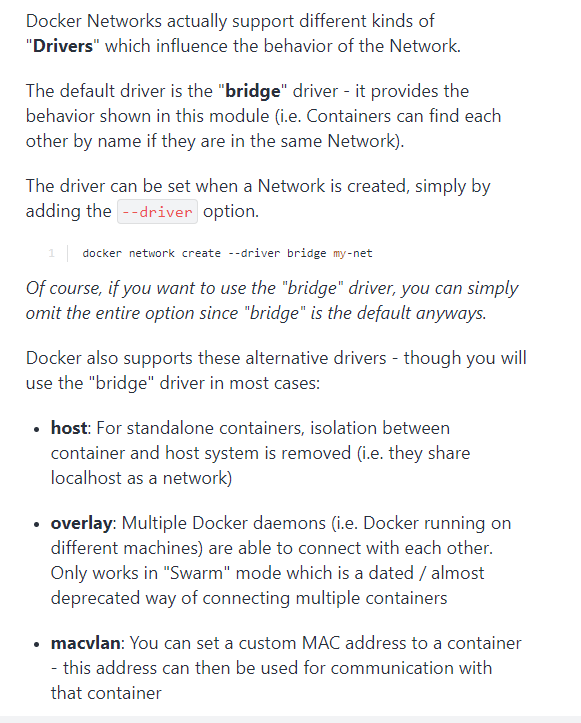 Docker Networks actually support different kinds of
"Drivers" which influence the behavior of the Network.
The default driver is the "bridge" driver - it provides the
behavior shown in this module (i.e. Containers can find each
other by name if they are in the same Network).
The driver can be set when a Network is created, simply by
adding the --driver option.
1 docker network create --driver bridge my-net
Of course, if you want to use the "bridge" driver, you can simply
omit the entire option since "bridge" is the default anyways.
Docker also supports these alternative drivers - though you will
use the "bridge" driver in most cases:
• host: For standalone containers, isolation between
container and host system is removed (i.e. they share
localhost as a network)
• overlay: Multiple Docker daemons (i.e. Docker running on
different machines) are able to connect with each other.
Only works in "Swarm" mode which is a dated / almost
deprecated way of connecting multiple containers
• macvlan: You can set a custom MAC address to a container
- this address can then be used for communication with
that container